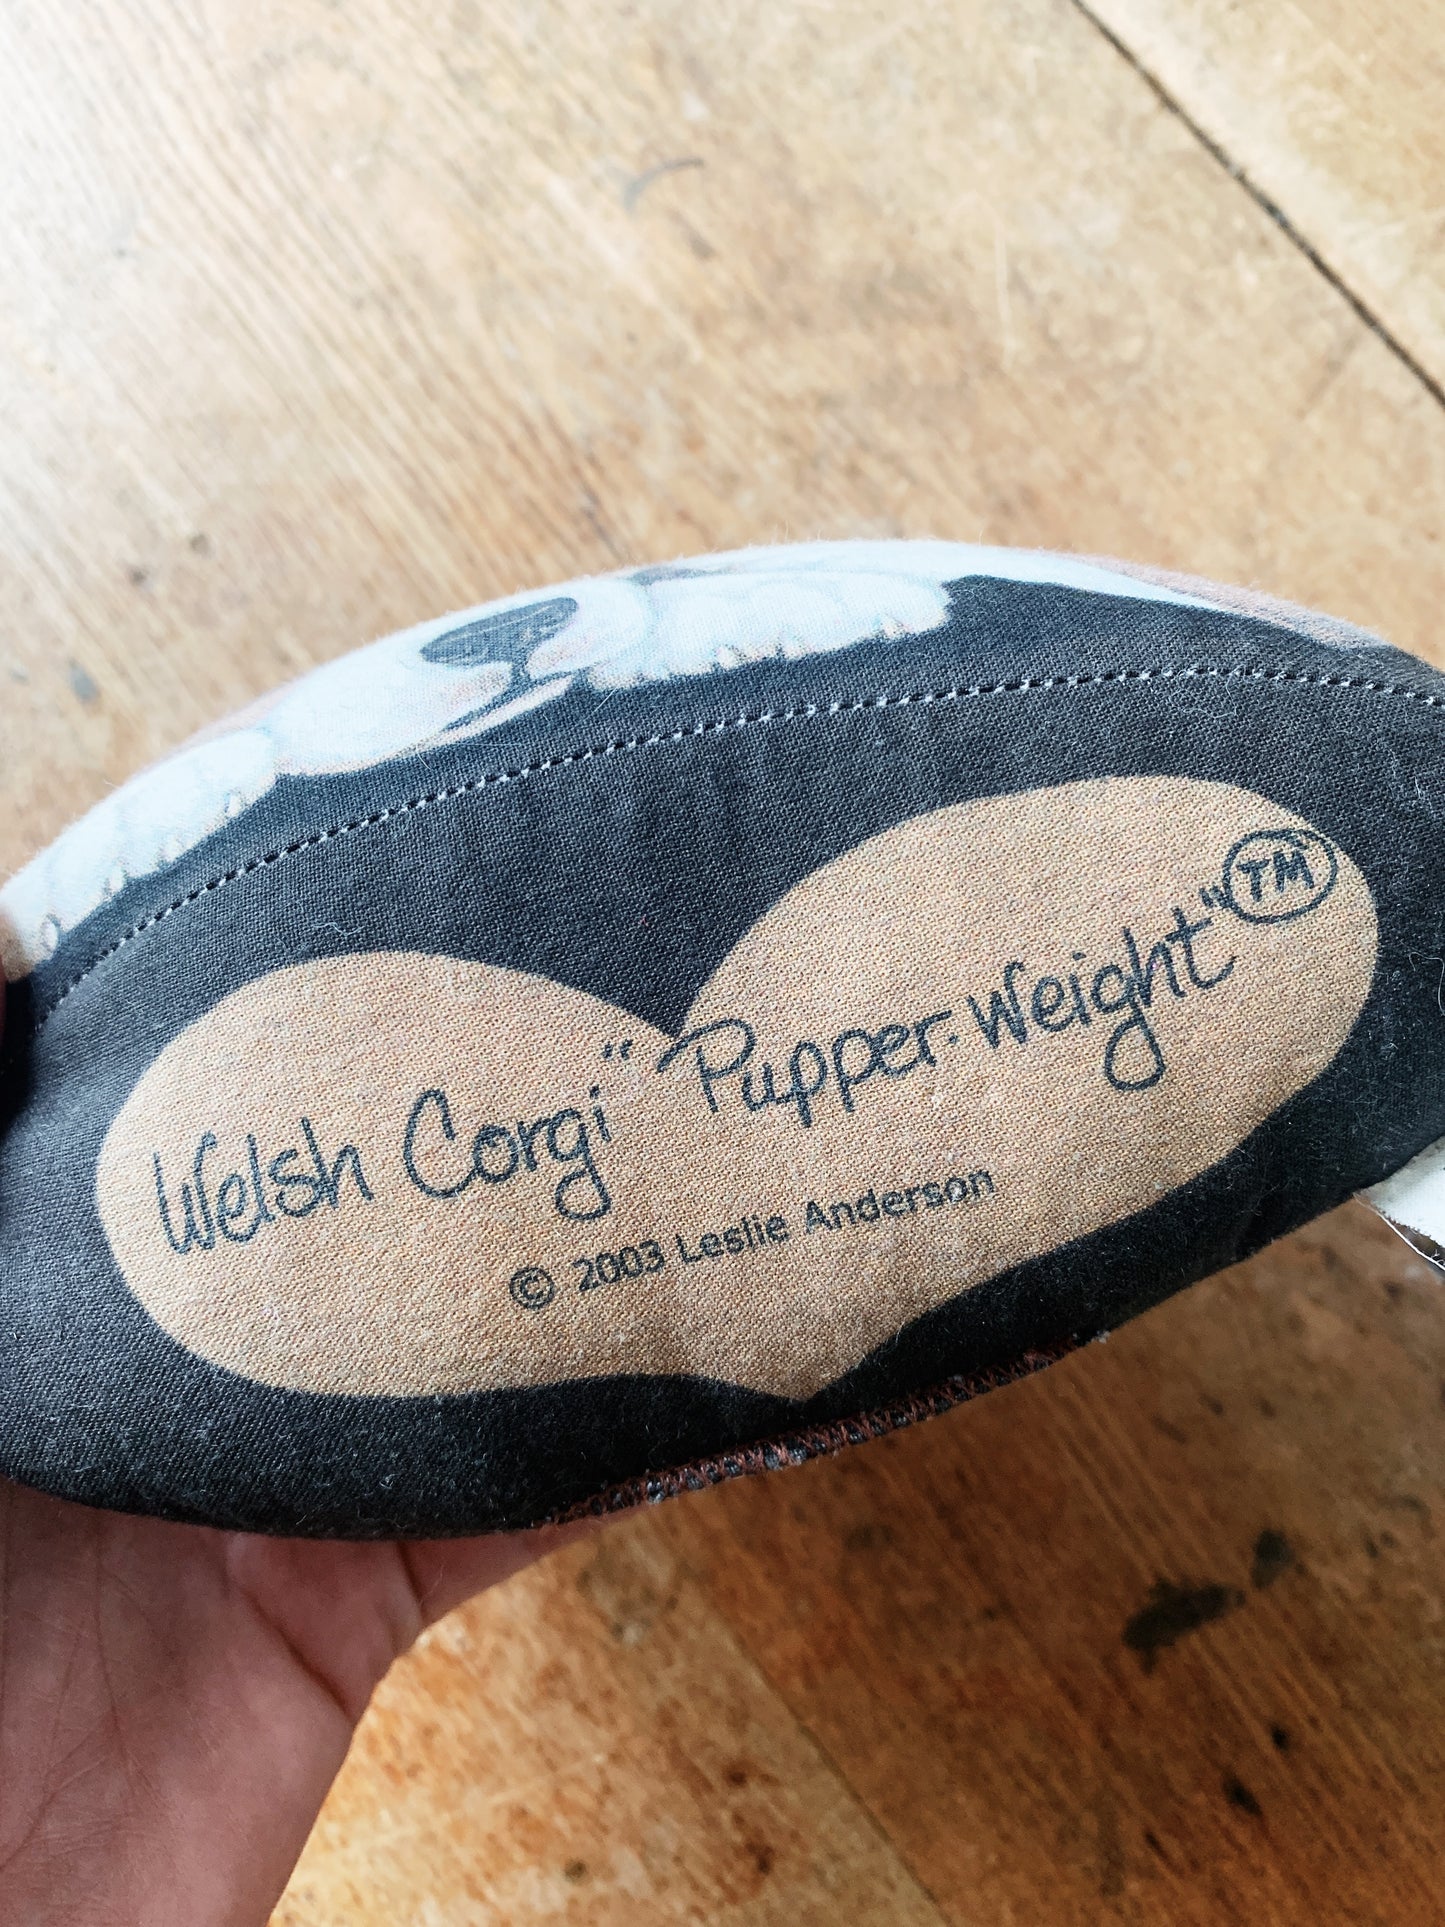 Welsh Corgi "Pupper-Weight" TM
© 2003 Leslie Anderson